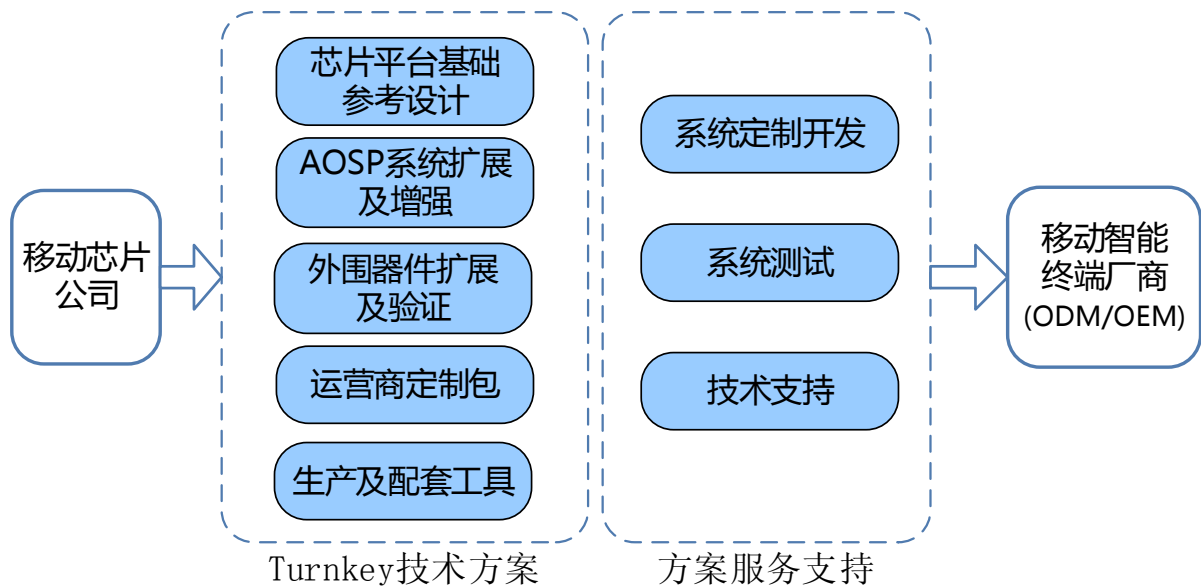 移动芯片
公司
芯片平台基础
参考设计
AOSP系统扩展
及增强
外围器件扩展
及验证
运营商定制包
生产及配套工具
Turnkey技术方案
系统定制开发
系统测试
技术支持
方案服务支持
移动智能
终端厂商
(ODM/OEM)